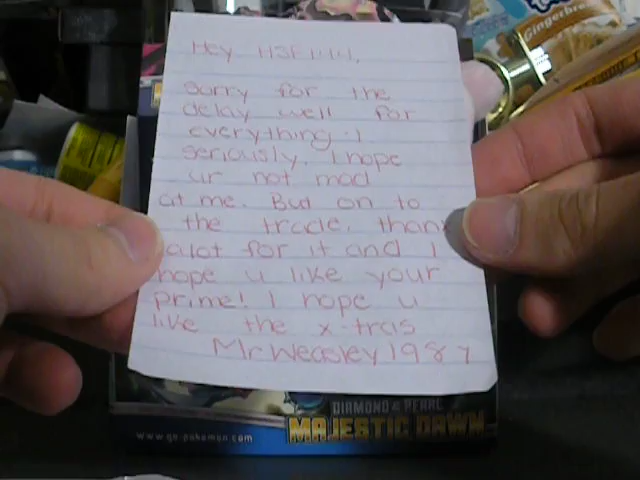 Hey
Sorry for the
delay well for
everything. I
seriously, I hope
ur not mad
at me. But on to
the trade, thank
alot for it and I
hope u like your
prime! I hope u
like the x-tras
MrWeasley1987
Gingerbread
DIAMOND & PEARL
MAJESTIC DAWN
www.go-pokemon.com